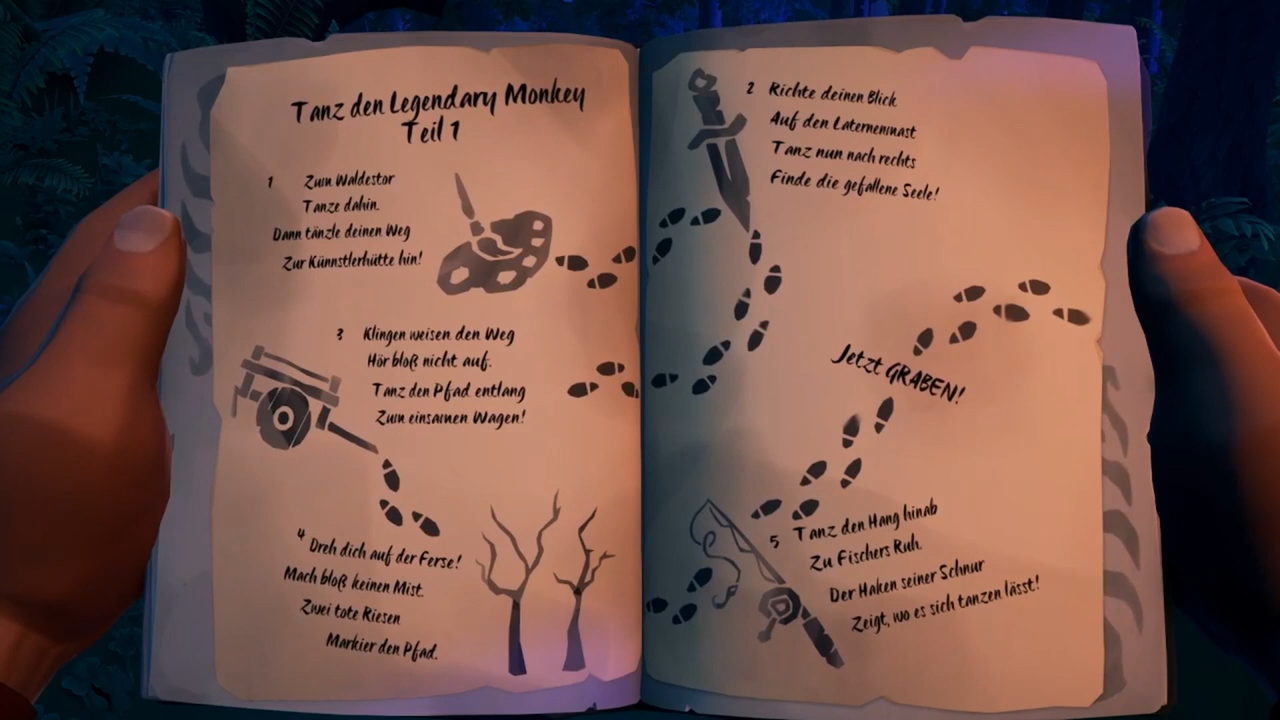 Tanz den Legendary Monkey
Teil 1
1 Zum Waldestor
Tanze dahin.
Dann tänzle deinen Weg
Zur Künnstlerhütte hin!
2 Richte deinen Blick
Auf den Laternenmast
Tanz nun nach rechts
Finde die gefallene Seele!
3 Klingen weisen den Weg
Hör bloß nicht auf.
Tanz den Pfad entlang
Zum einsamen Wagen!
4 Dreh dich auf der Ferse!
Mach bloß keinen Mist.
Zwei tote Riesen
Markier den Pfad.
5 Tanz den Hang hinab
Zu Fischers Ruh.
Der Haken seiner Schnur
Zeigt, wo es sich tanzen lässt!
Jetzt GRABEN!